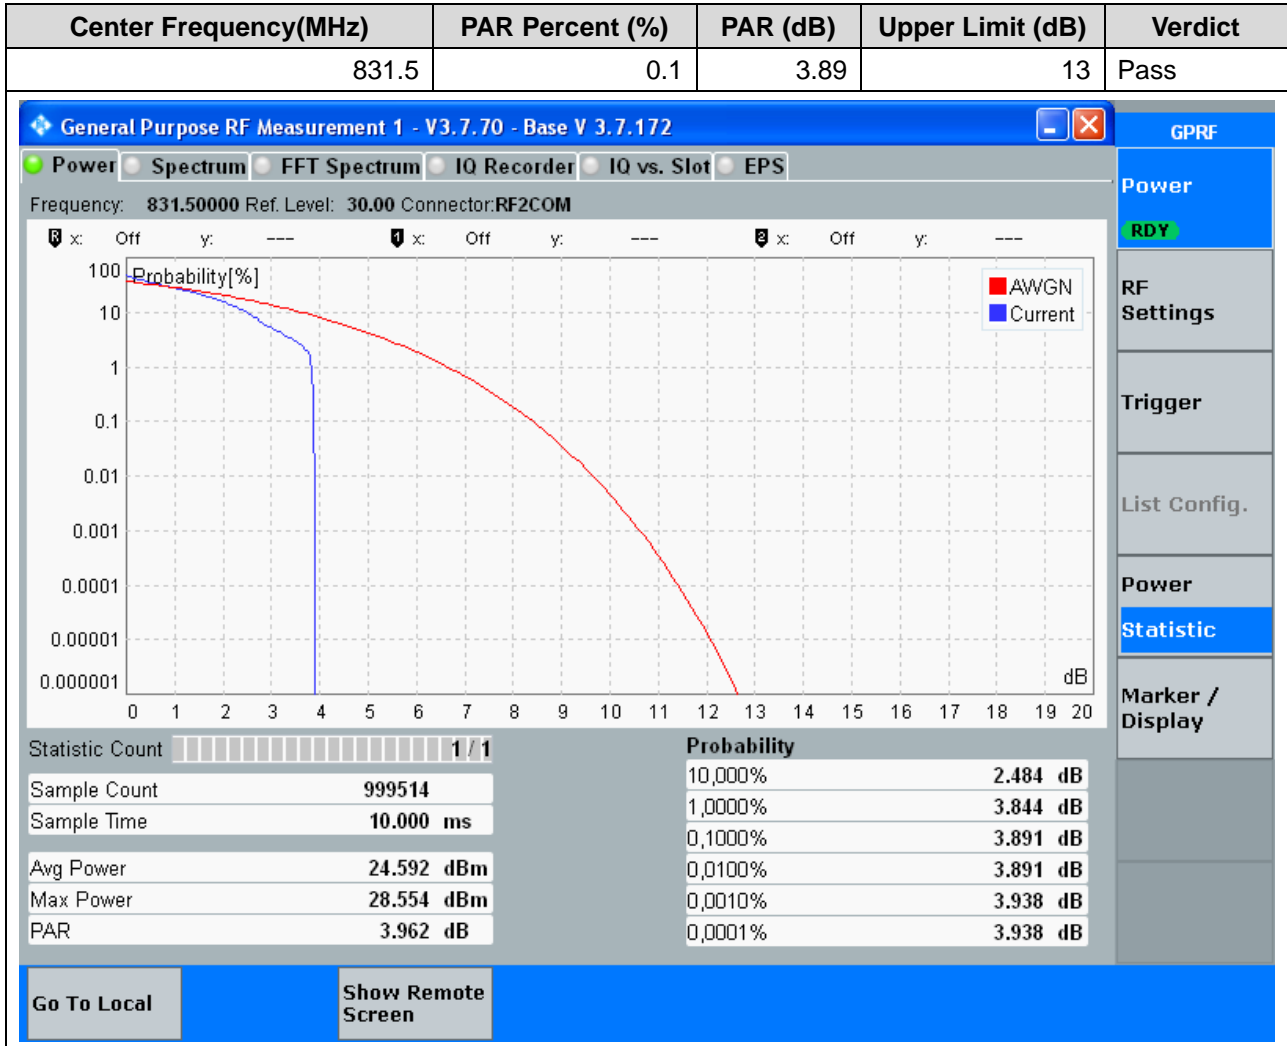 Center Frequency(MHz) PAR Percent (%) PAR (dB) Upper Limit (dB) Verdict
831.5 0.1 3.89 13 Pass
General Purpose RF Measurement 1 - V3.7.70 - Base V 3.7.172
GPRF
Power Spectrum FFT Spectrum IQ Recorder IQ vs. Slot EPS
Power
RDY
Frequency: 831.50000 Ref. Level: 30.00 Connector:RF2COM
R x: Off y: --- 1 x: Off y: --- 2 x: Off y: ---
100 Probability[%]
AWGN
Current
10
1
0.1
0.01
0.001
0.0001
0.00001
0.000001
dB
0 1 2 3 4 5 6 7 8 9 10 11 12 13 14 15 16 17 18 19 20
RF
Settings
Trigger
List Config.
Power
Statistic
Marker /
Display
Statistic Count 1 / 1
Sample Count 999514
Sample Time 10.000 ms
Avg Power 24.592 dBm
Max Power 28.554 dBm
PAR 3.962 dB
Probability
10,000% 2.484 dB
1,0000% 3.844 dB
0,1000% 3.891 dB
0,0100% 3.891 dB
0,0010% 3.938 dB
0,0001% 3.938 dB
Go To Local
Show Remote
Screen